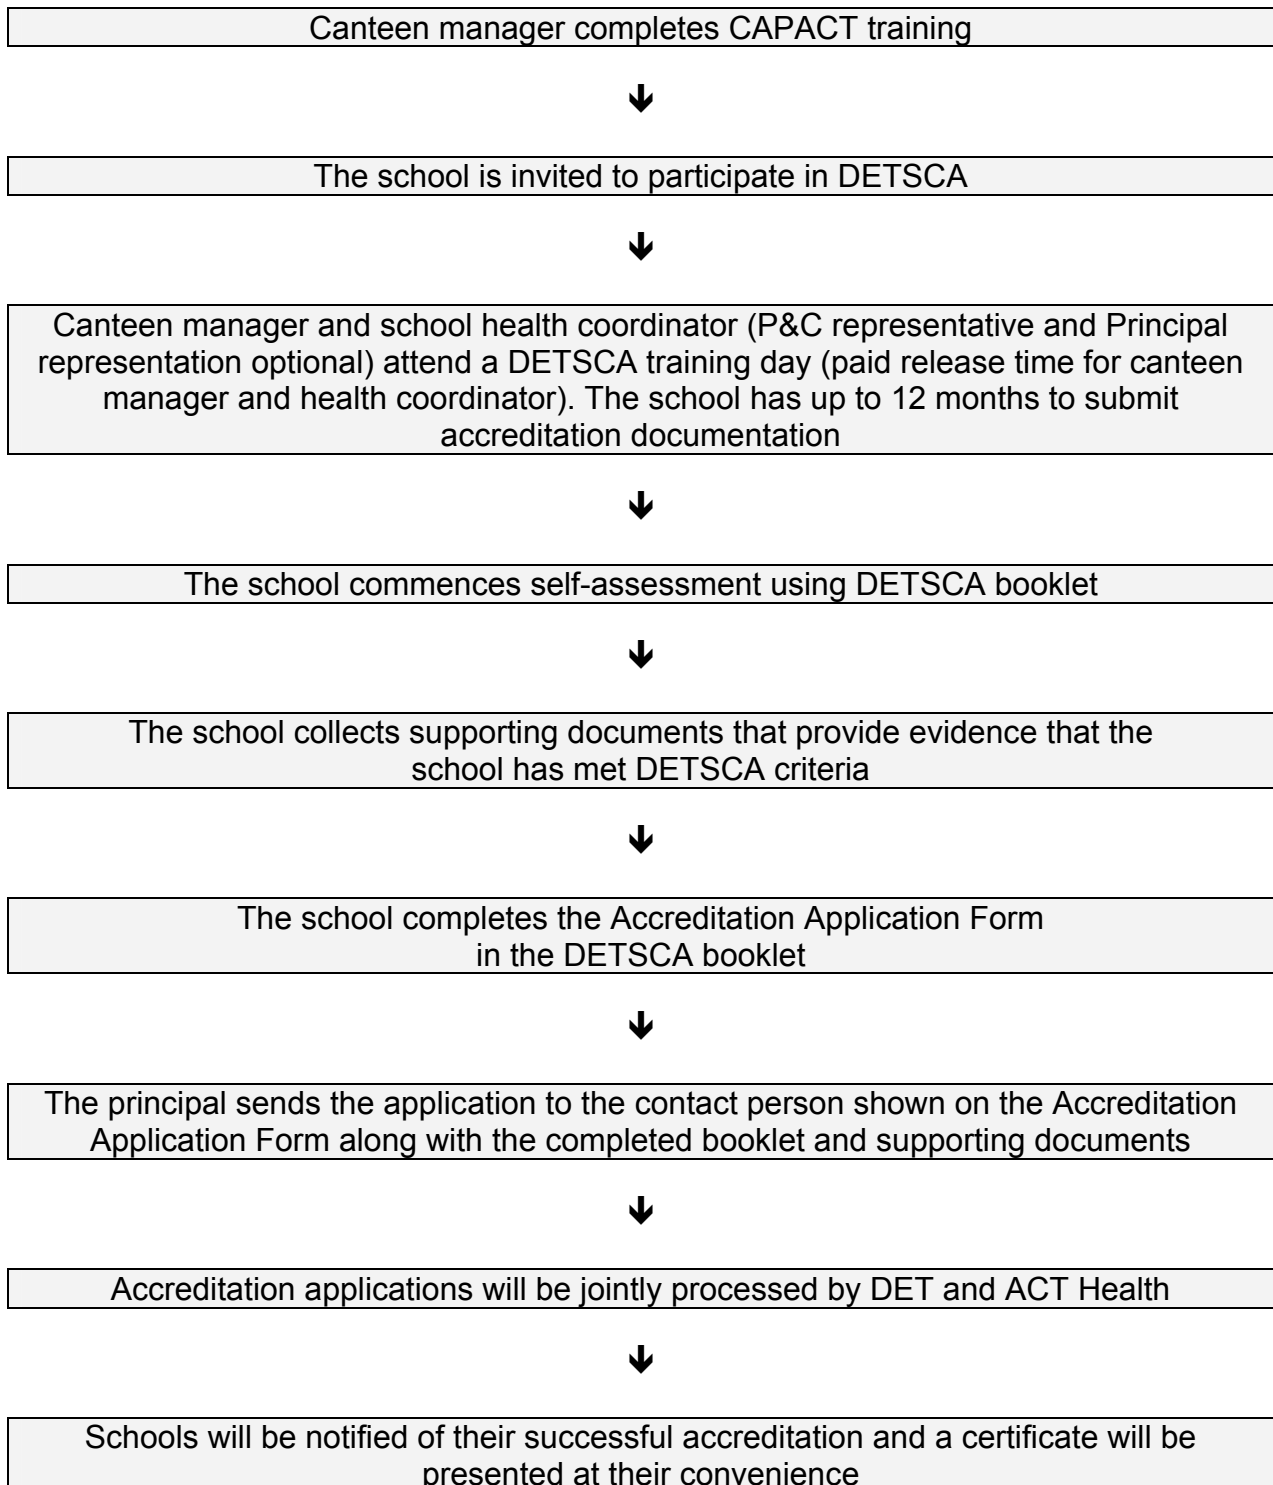 Canteen manager completes CAPACT training
The school is invited to participate in DETSCA
Canteen manager and school health coordinator (P&C representative and Principal
representation optional) attend a DETSCA training day (paid release time for canteen
manager and health coordinator). The school has up to 12 months to submit
accreditation documentation
The school commences self-assessment using DETSCA booklet
The school collects supporting documents that provide evidence that the
school has met DETSCA criteria
The school completes the Accreditation Application Form
in the DETSCA booklet
The principal sends the application to the contact person shown on the Accreditation
Application Form along with the completed booklet and supporting documents
Accreditation applications will be jointly processed by DET and ACT Health
Schools will be notified of their successful accreditation and a certificate will be
presented at their convenience